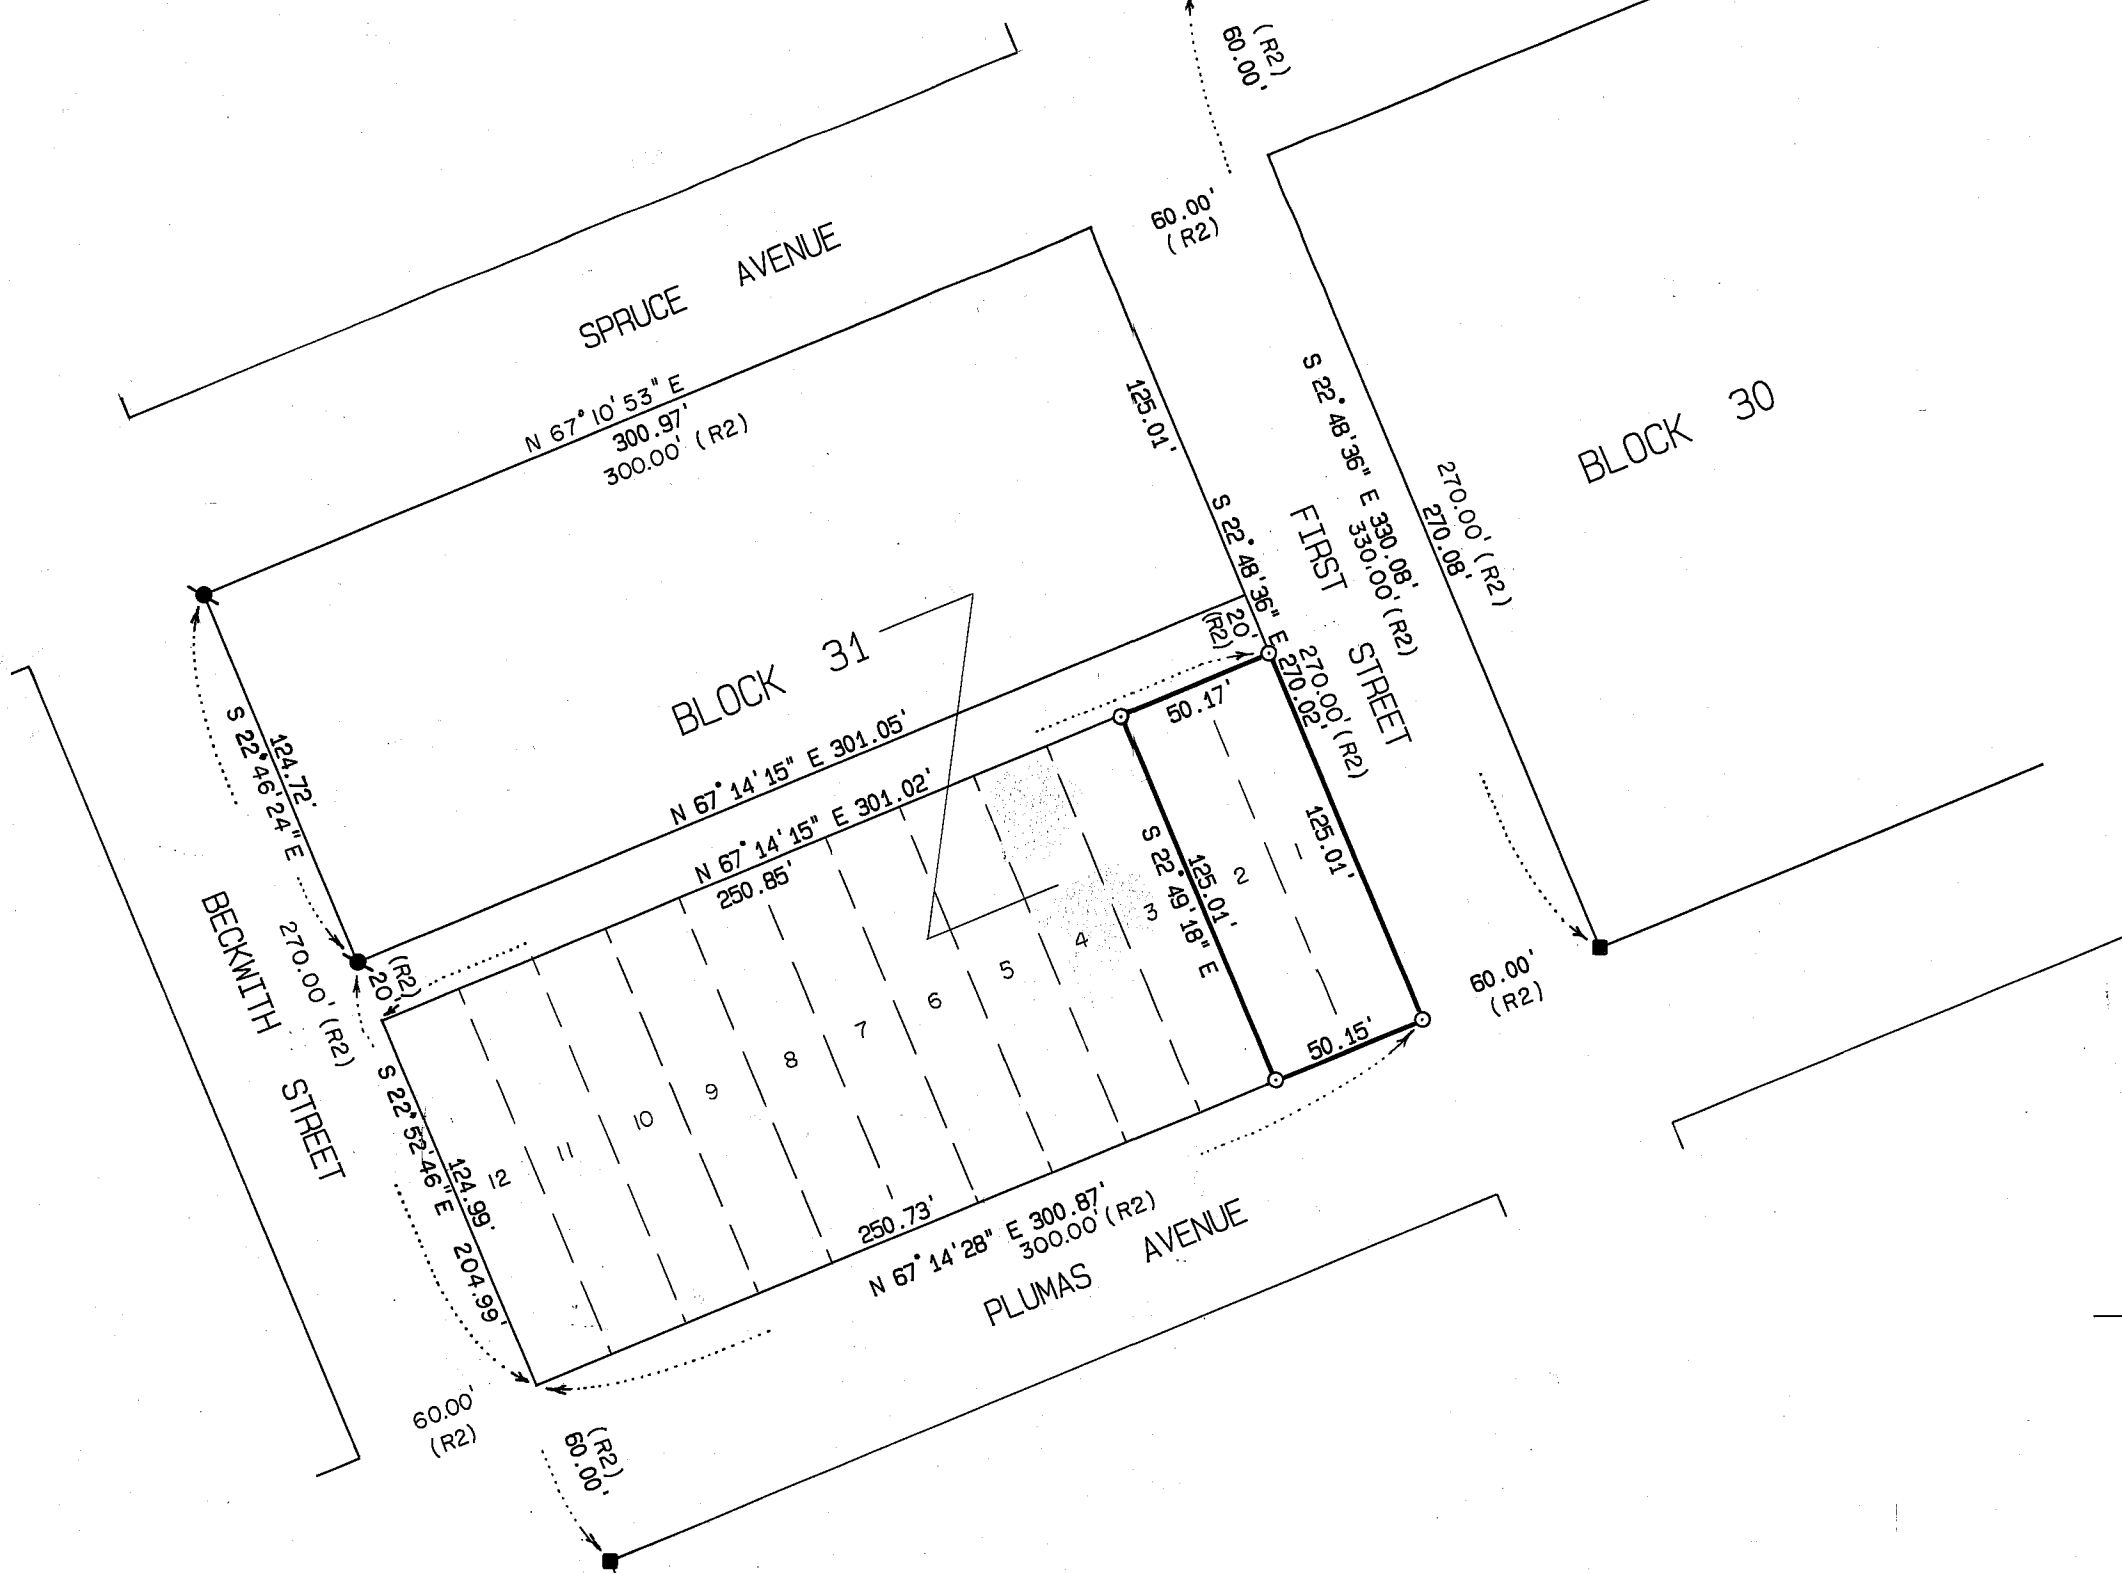 (R2)
60.00'
60.00'
(R2)
SPRUCE AVENUE
N 67°10'53" E
300.97'
300.00' (R2)
125.01'
S 22°48'36" E 330.08'
330.00' (R2)
BLOCK 30
270.00' (R2)
270.08'
FIRST STREET
S 22°48'36" E 270.02'
270.00' (R2)
20'
(R2)
BLOCK 31
50.17'
N 67°14'15" E 301.05'
N 67°14'15" E 301.02'
250.85'
124.72'
S 22°46'24" E
BECKWITH STREET
270.00' (R2)
(R2)
20'
125.01'
S 22°49'18" E
125.01'
1
2
3
4
5
6
7
8
9
10
11
12
60.00'
(R2)
50.15'
S 22°52'46" E 204.99'
124.99'
250.73'
N 67°14'28" E 300.87'
300.00' (R2)
PLUMAS AVENUE
60.00'
(R2)
(R2)
60.00'